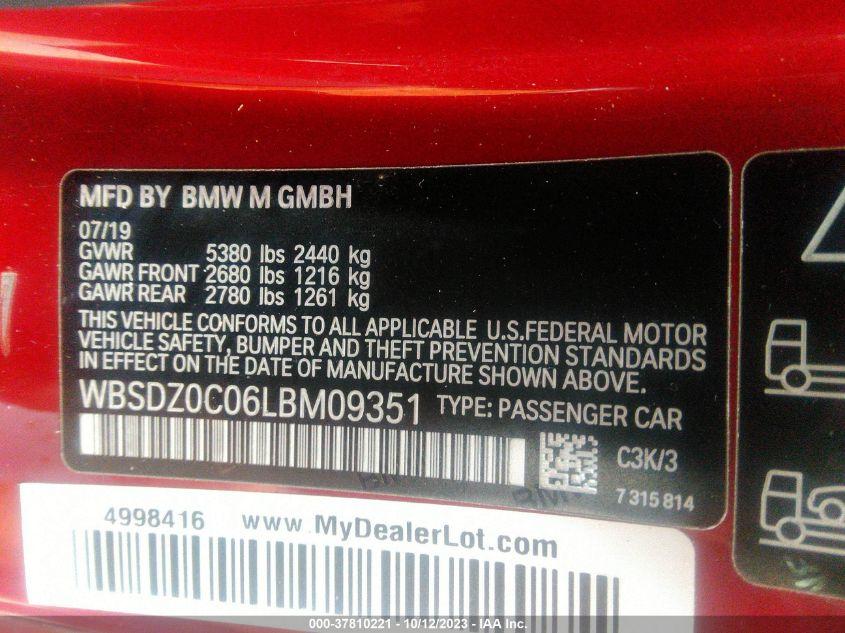 MFD BY BMW M GMBH
07/19
GVWR 5380 lbs 2440 kg
GAWR FRONT 2680 lbs 1216 kg
GAWR REAR 2780 lbs 1261 kg
THIS VEHICLE CONFORMS TO ALL APPLICABLE U.S.FEDERAL MOTOR
VEHICLE SAFETY, BUMPER AND THEFT PREVENTION STANDARDS
IN EFFECT ON THE DATE OF MANUFACTURE SHOWN ABOVE.
WBSDZ0C06LBM09351 TYPE: PASSENGER CAR
C3K/3
7 315 814
4998416 www.MyDealerLot.com
000-37810221 - 10/12/2023 - IAA Inc.